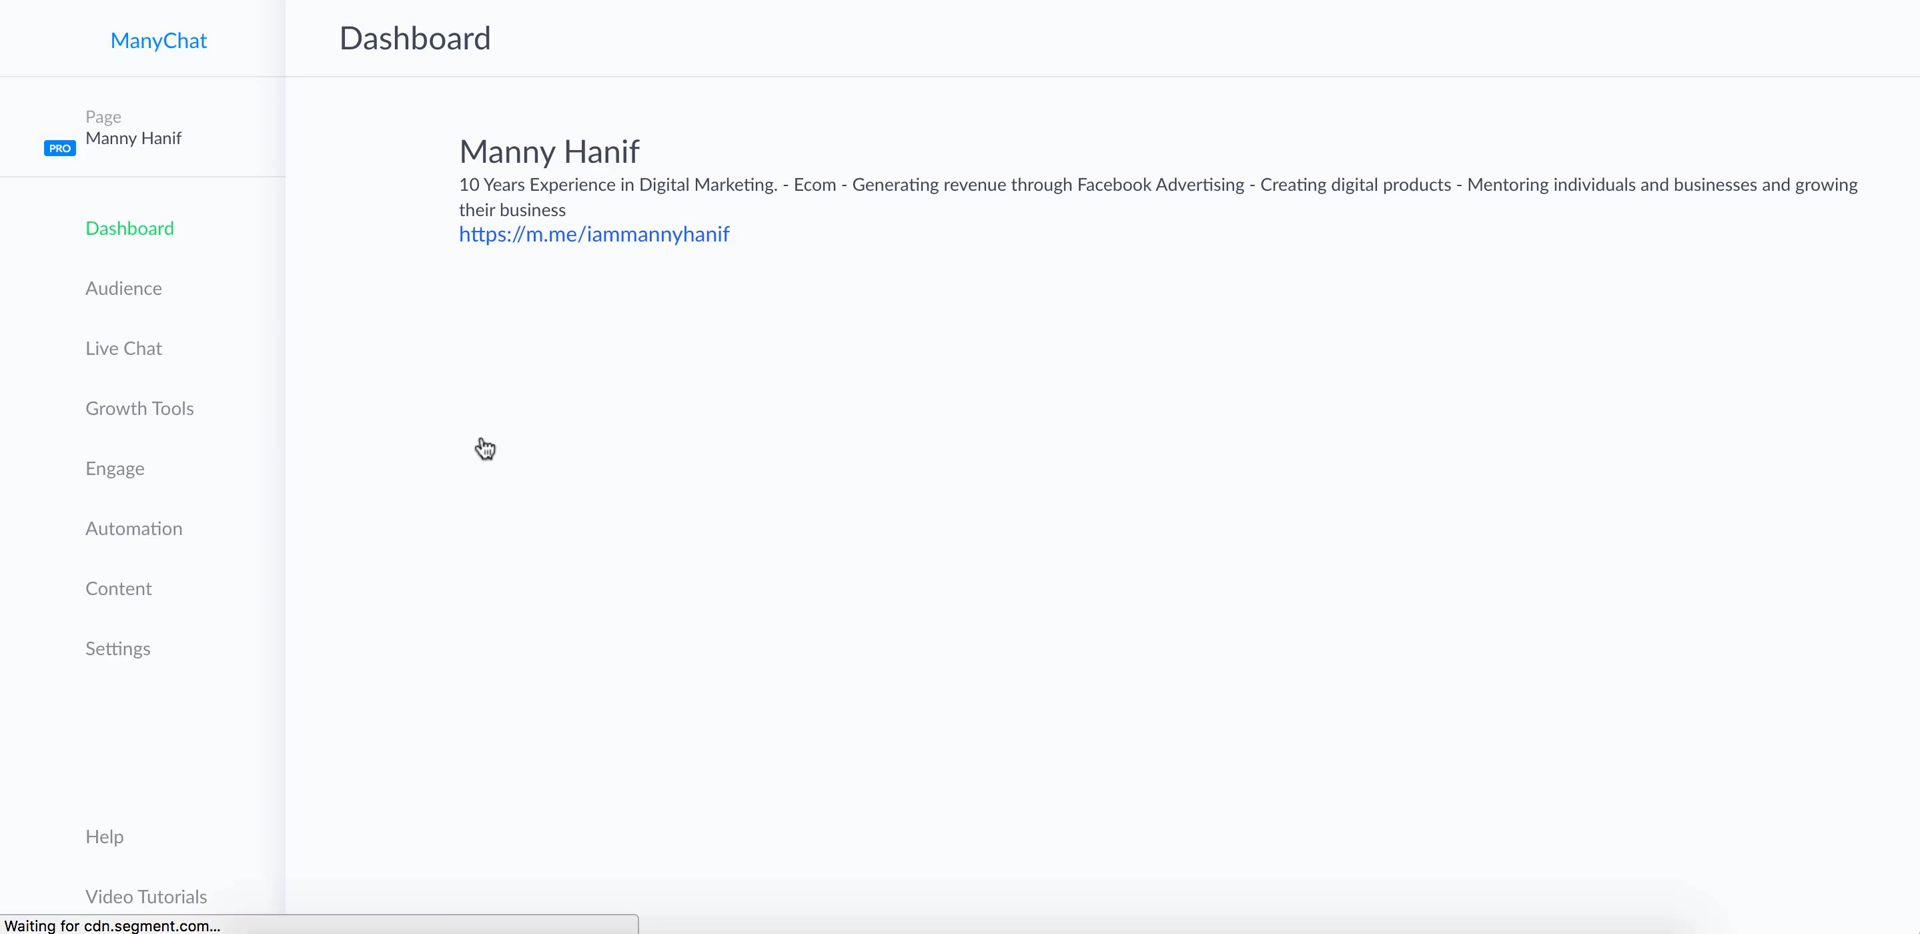 ManyChat
Dashboard
Page
Manny Hanif
PRO
Manny Hanif
10 Years Experience in Digital Marketing. - Ecom - Generating revenue through Facebook Advertising - Creating digital products - Mentoring individuals and businesses and growing
their business
https://m.me/iammannyhanif
Dashboard
Audience
Live Chat
Growth Tools
Engage
Automation
Content
Settings
Help
Video Tutorials
Waiting for cdn.segment.com...